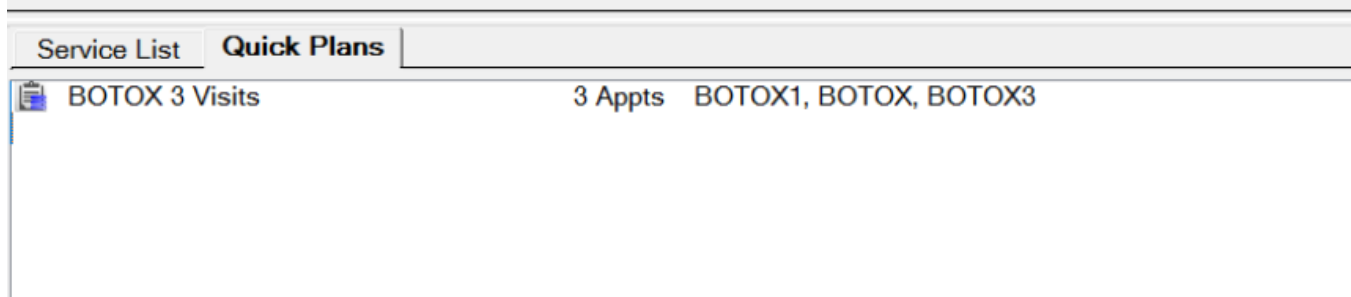 Service List Quick Plans
BOTOX 3 Visits 3 Appts BOTOX1, BOTOX, BOTOX3